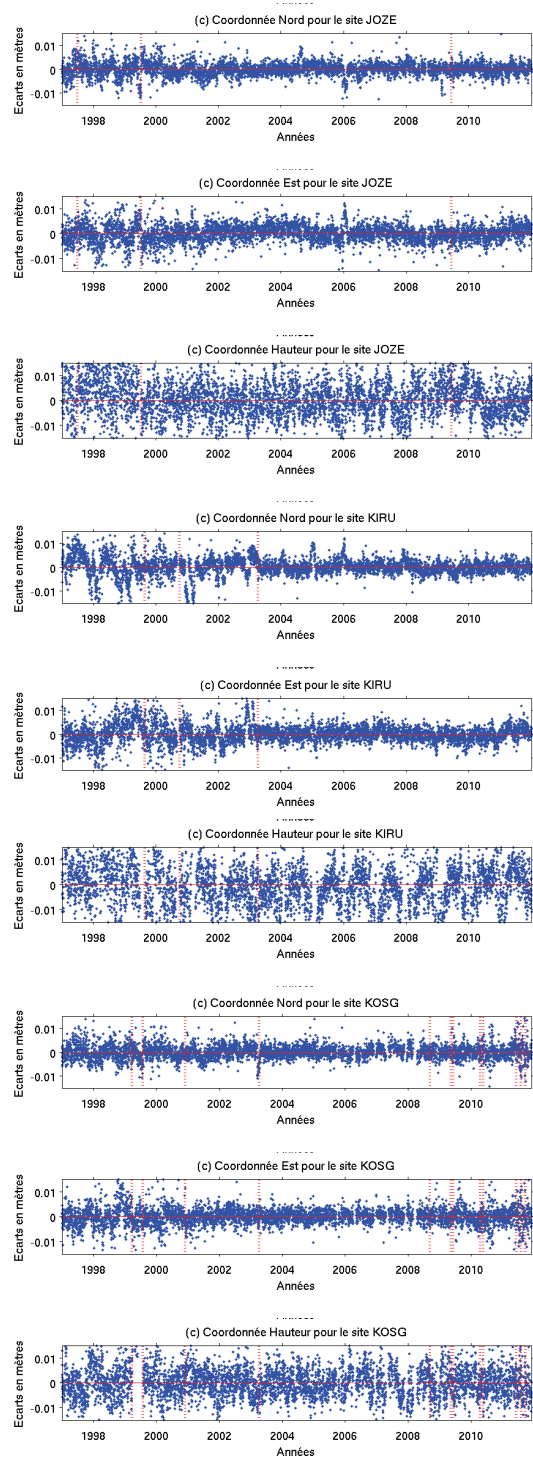 (c) Coordonnée Nord pour le site JOZE
Ecarts en mètres
0.01
0
-0.01
1998 2000 2002 2004 2006 2008 2010
Années
(c) Coordonnée Est pour le site JOZE
Ecarts en mètres
0.01
0
-0.01
1998 2000 2002 2004 2006 2008 2010
Années
(c) Coordonnée Hauteur pour le site JOZE
Ecarts en mètres
0.01
0
-0.01
1998 2000 2002 2004 2006 2008 2010
Années
(c) Coordonnée Nord pour le site KIRU
Ecarts en mètres
0.01
0
-0.01
1998 2000 2002 2004 2006 2008 2010
Années
(c) Coordonnée Est pour le site KIRU
Ecarts en mètres
0.01
0
-0.01
1998 2000 2002 2004 2006 2008 2010
Années
(c) Coordonnée Hauteur pour le site KIRU
Ecarts en mètres
0.01
0
-0.01
1998 2000 2002 2004 2006 2008 2010
Années
(c) Coordonnée Nord pour le site KOSG
Ecarts en mètres
0.01
0
-0.01
1998 2000 2002 2004 2006 2008 2010
Années
(c) Coordonnée Est pour le site KOSG
Ecarts en mètres
0.01
0
-0.01
1998 2000 2002 2004 2006 2008 2010
Années
(c) Coordonnée Hauteur pour le site KOSG
Ecarts en mètres
0.01
0
-0.01
1998 2000 2002 2004 2006 2008 2010
Années